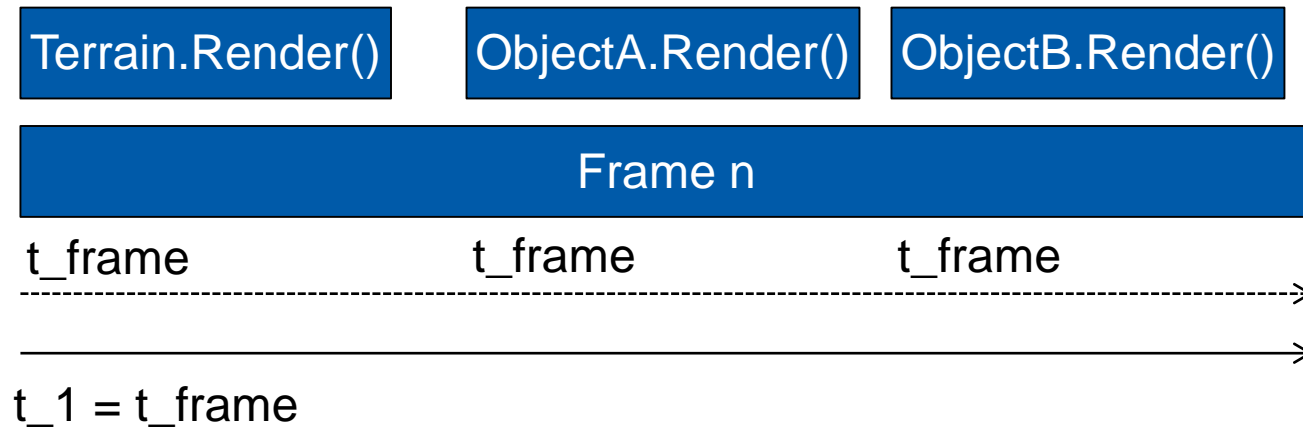 Terrain.Render() ObjectA.Render() ObjectB.Render()
Frame n
t_frame t_frame t_frame
t_1 = t_frame